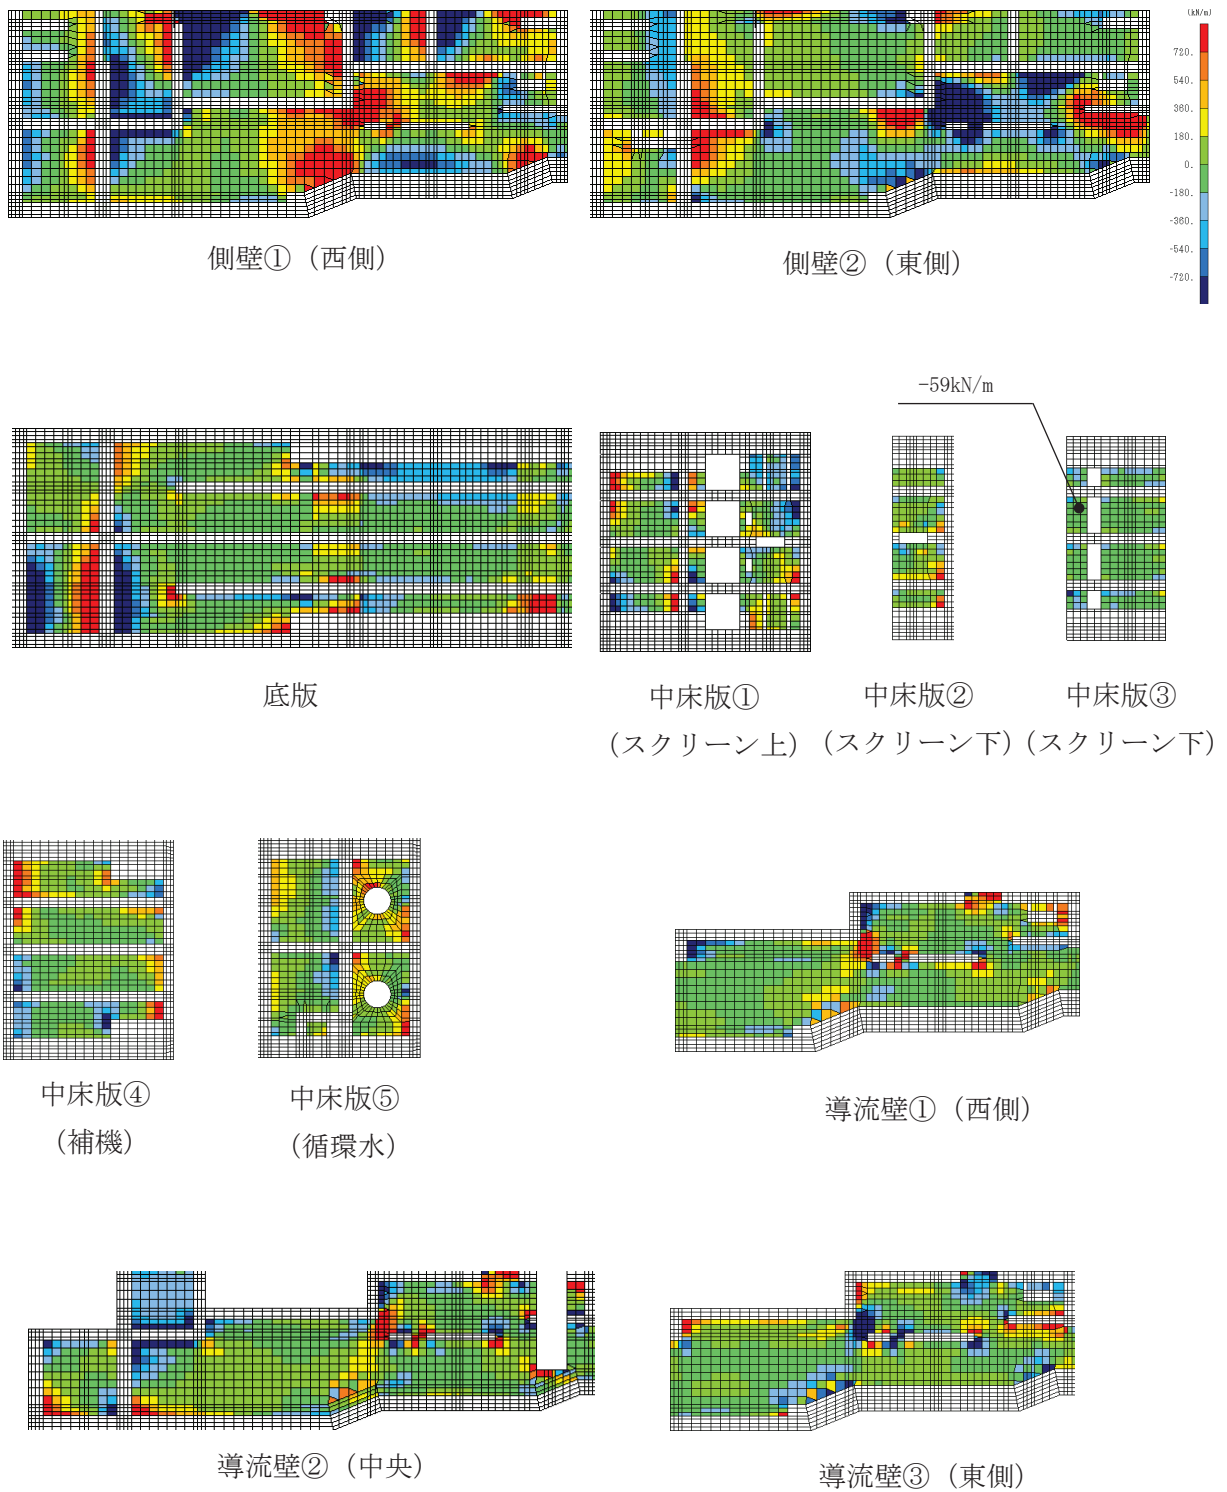 (kN/m)
720.
540.
360.
180.
0.
-180.
-360.
-540.
-720.
側壁①（西側）
側壁②（東側）
-59kN/m
底版
中床版①
（スクリーン上）
中床版②
（スクリーン下）
中床版③
（スクリーン下）
中床版④
（補機）
中床版⑤
（循環水）
導流壁①（西側）
導流壁②（中央）
導流壁③（東側）